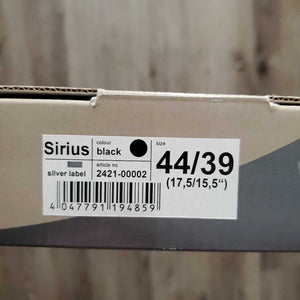 Sirius
colour
black
size
silver label
article no
2421-00002
44/39
(17,5/15,5“)
4 047791 194859